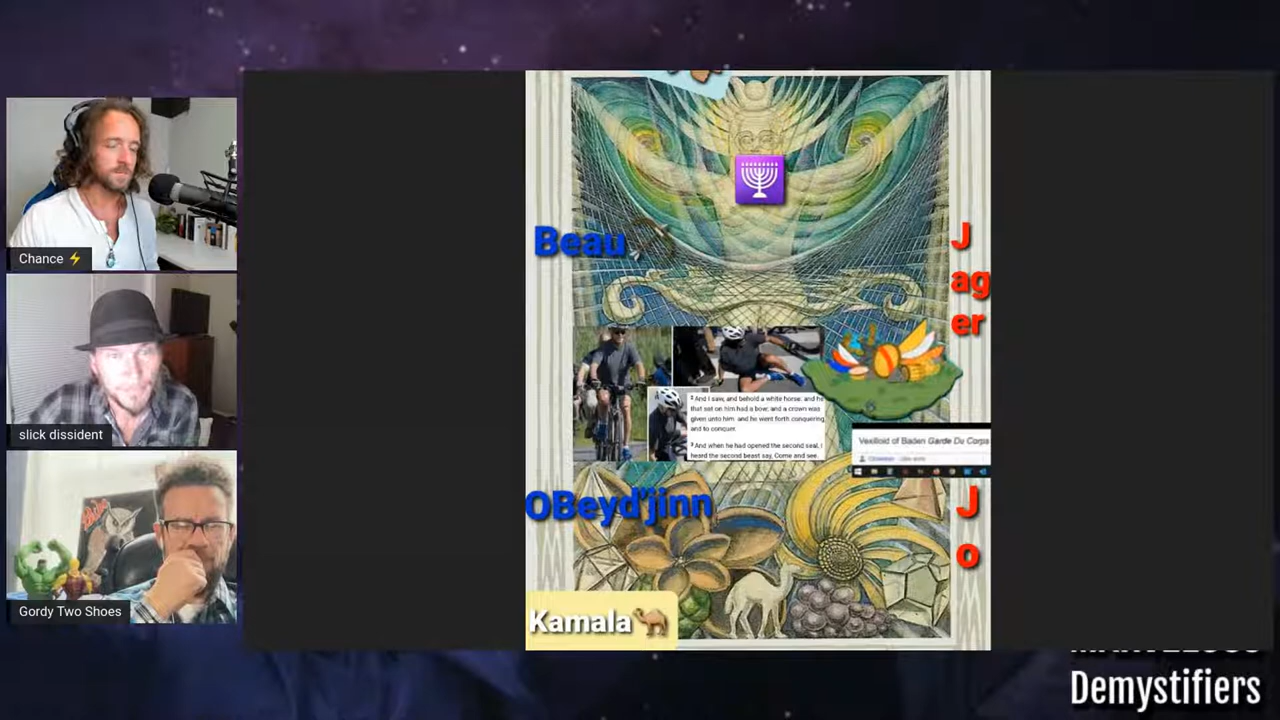 Chance ⚡
slick dissident
Gordy Two Shoes
Beau
J
ag
er
2 And I saw, and behold a white horse: and he
that sat on him had a bow; and a crown was
given unto him: and he went forth conquering,
and to conquer.
3 And when he had opened the second seal, I
heard the second beast say, Come and see.
Vexilloid of Baden Garde Du Corps
OBeyd'jinn
J
o
Kamala🐪
Demystifiers